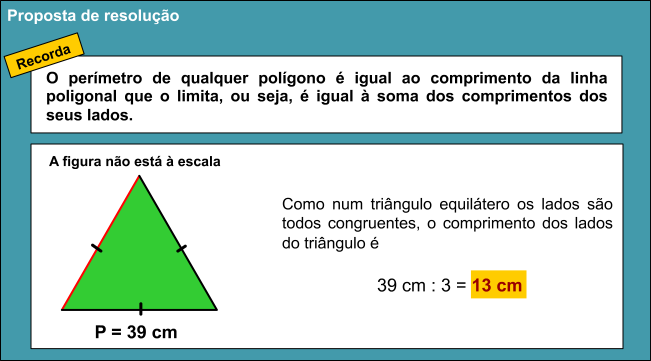 Proposta de resolução
Recorda
O perímetro de qualquer polígono é igual ao comprimento da linha
poligonal que o limita, ou seja, é igual à soma dos comprimentos dos
seus lados.
A figura não está à escala
Como num triângulo equilátero os lados são
todos congruentes, o comprimento dos lados
do triângulo é
39 cm : 3 = 13 cm
P = 39 cm